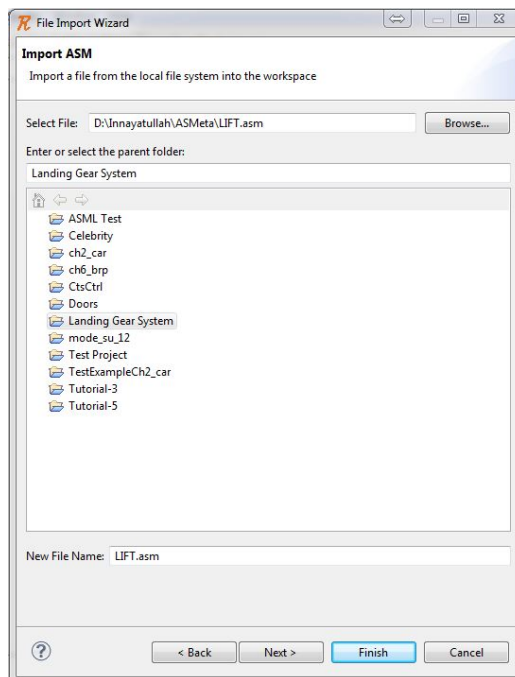 File Import Wizard
Import ASM
Import a file from the local file system into the workspace
Select File: D:\Innayatullah\ASMeta\LIFT.asm Browse...
Enter or select the parent folder:
Landing Gear System
ASML Test
Celebrity
ch2_car
ch6_brp
CtsCtrl
Doors
Landing Gear System
mode_su_12
Test Project
TestExampleCh2_car
Tutorial-3
Tutorial-5
New File Name: LIFT.asm
? < Back Next > Finish Cancel